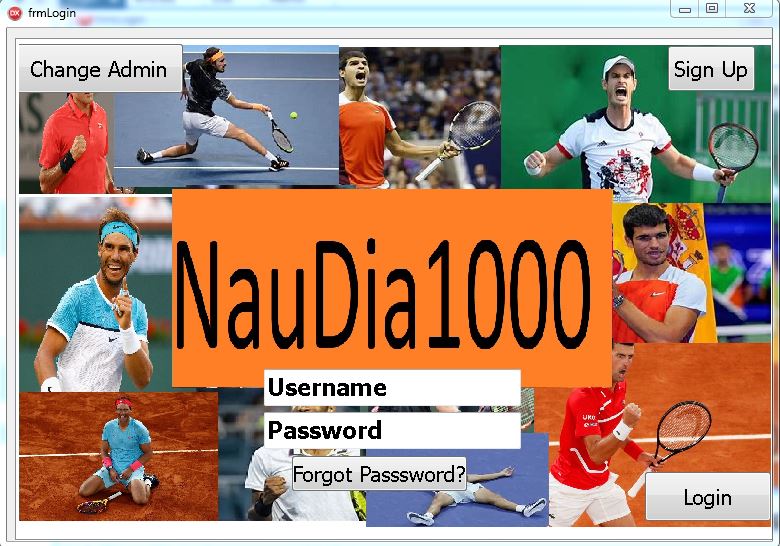 frmLogin
Change Admin
Sign Up
NauDia1000
Username
Password
Forgot Passsword?
Login